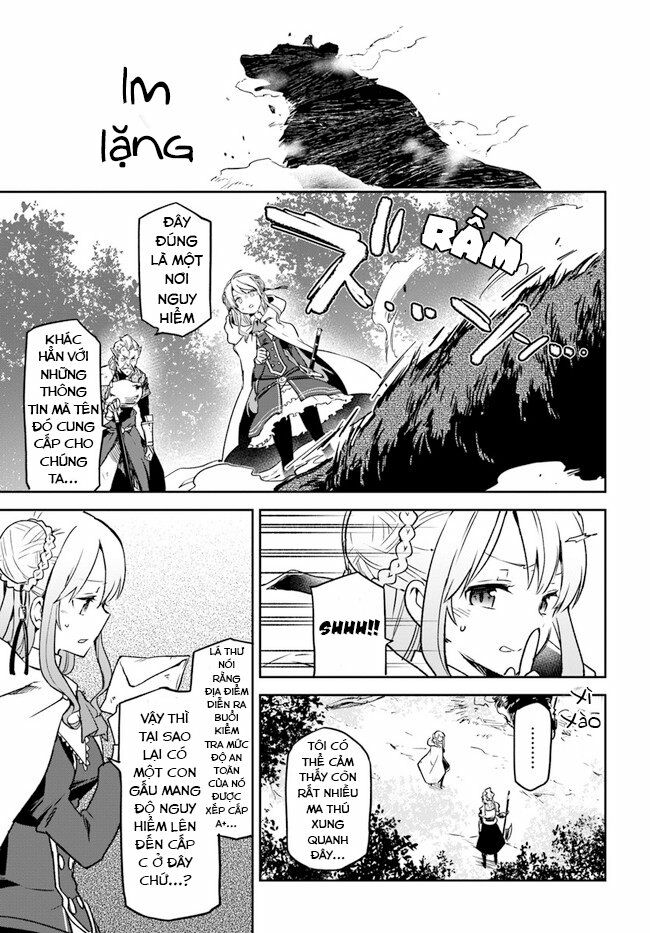 Im
lặng
RẦM
ズ...ン...
ĐÂY
ĐÚNG
LÀ MỘT
NƠI
NGUY
HIỂM
KHÁC
HẲN VỚI
NHỮNG
THÔNG
TIN MÀ TÊN
ĐÓ CUNG
CẤP CHO
CHÚNG
TA...
SHHH!!
XÌ
XÀO
.........
TÔI CÓ
THỂ CẢM
THẤY CÒN
RẤT NHIỀU
MA THÚ
XUNG
QUANH
ĐÂY...
LÁ THƯ
NÓI
RẰNG
ĐỊA ĐIỂM
DIỄN RA
BUỔI
KIỂM
TRA MỨC
ĐỘ AN
TOÀN CỦA
NÓ ĐƯỢC
XẾP CẤP
A+...
VẬY THÌ
TẠI SAO
LẠI CÓ
MỘT CON
GẤU MANG
ĐỘ NGUY
HIỂM LÊN
ĐẾN CẤP
C Ở ĐÂY
CHỨ...?